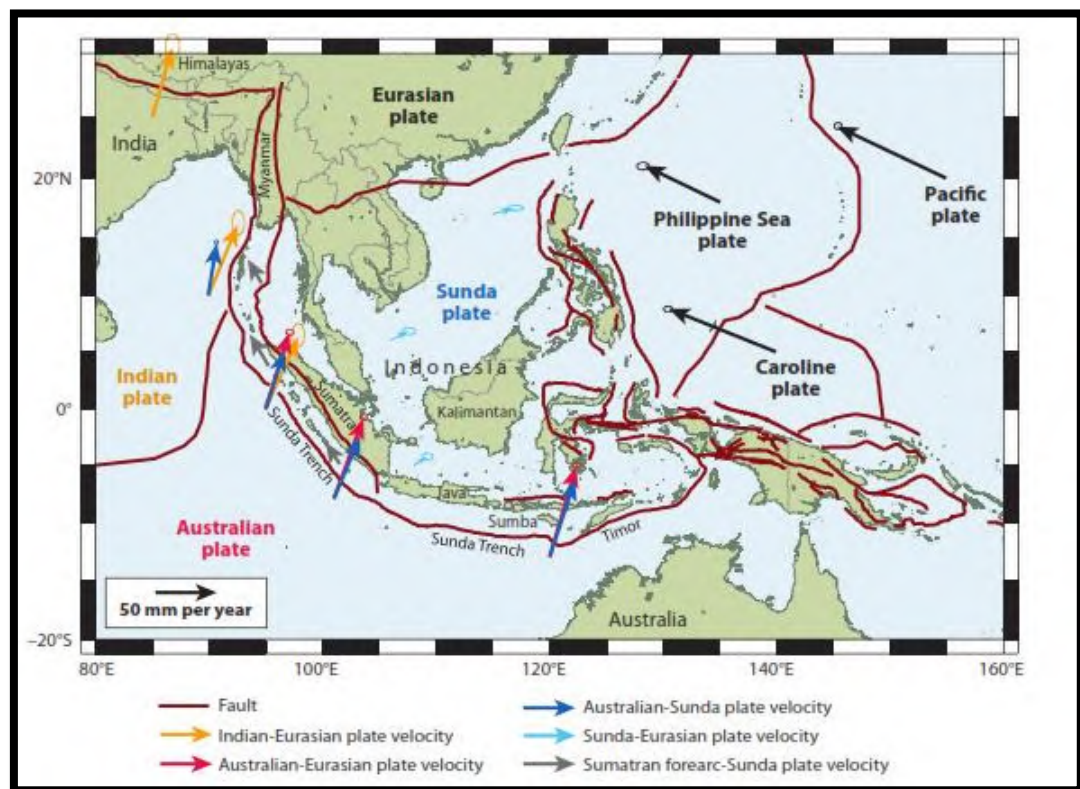 Himalayas
Eurasian
plate
India
Myanmar
20°N
Pacific
plate
Philippine Sea
plate
Sunda
plate
Caroline
plate
Indian
plate
Indonesia
0°
Kalimantan
Sumatra
Sunda Trench
Java
Australian
plate
Sumba
Timor
Sunda Trench
50 mm per year
Australia
–20°S
80°E
100°E
120°E
140°E
160°E
Fault
Australian-Sunda plate velocity
Indian-Eurasian plate velocity
Sunda-Eurasian plate velocity
Australian-Eurasian plate velocity
Sumatran forearc-Sunda plate velocity